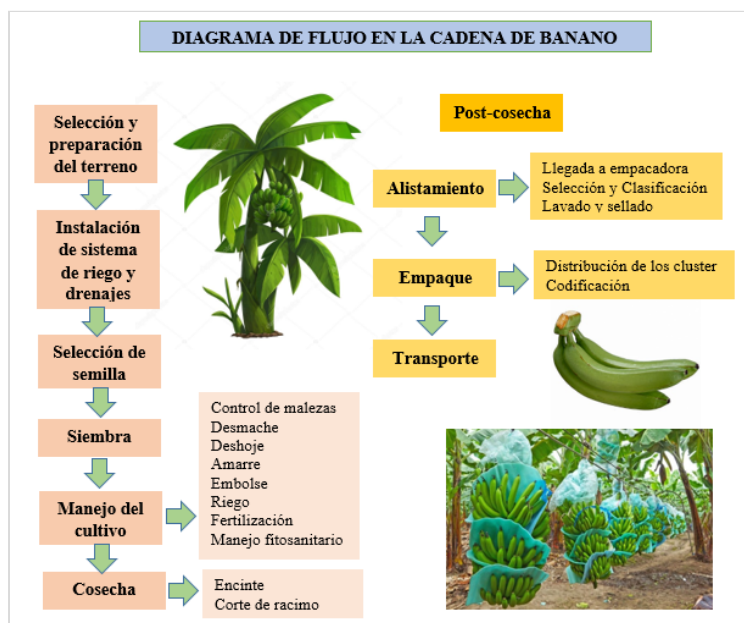 DIAGRAMA DE FLUJO EN LA CADENA DE BANANO
Selección y
preparación
del terreno
Instalación
de sistema
de riego y
drenajes
Selección de
semilla
Siembra
Manejo del
cultivo
Control de malezas
Desmache
Deshoje
Amarre
Embolse
Riego
Fertilización
Manejo fitosanitario
Cosecha
Encinte
Corte de racimo
Post-cosecha
Alistamiento
Llegada a empacadora
Selección y Clasificación
Lavado y sellado
Empaque
Distribución de los cluster
Codificación
Transporte